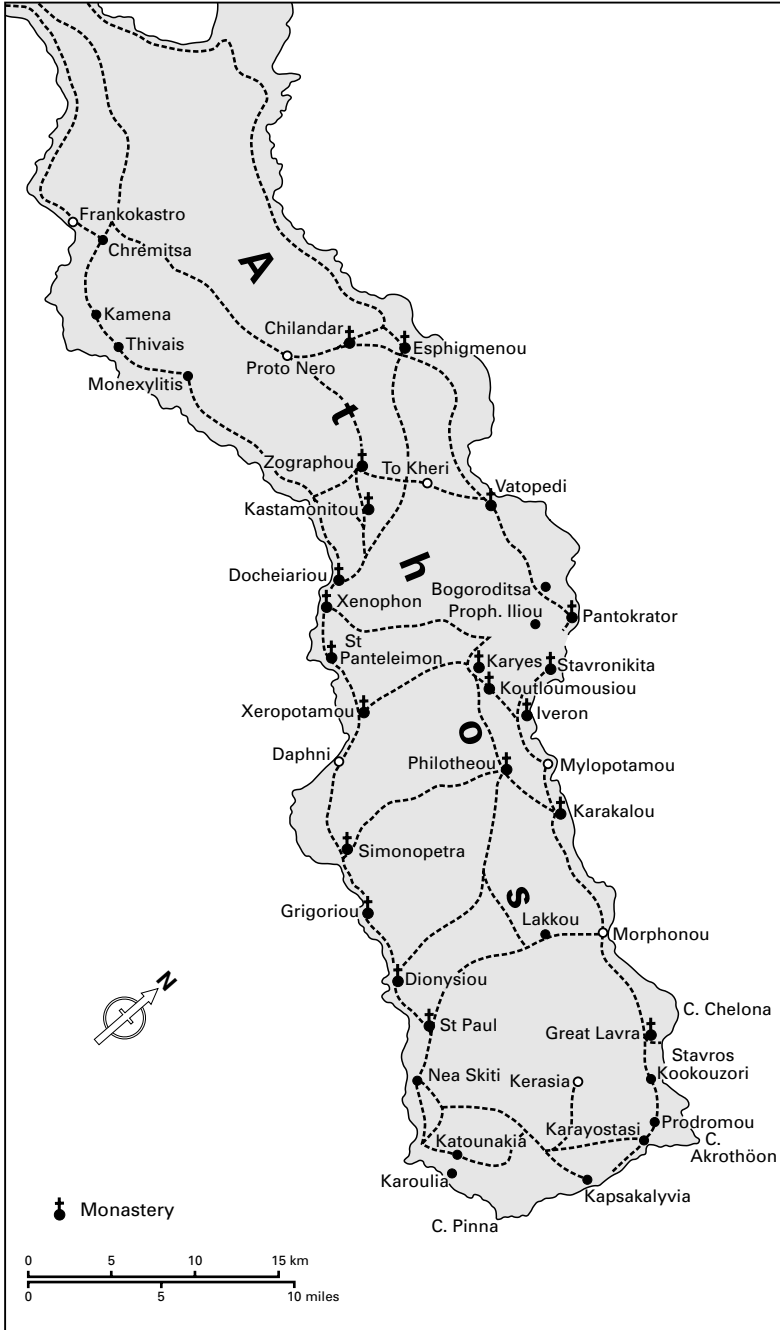 Frankokastro
Chremitsa
A
Kamena
Chilandar
Thivais
Esphigmenou
Proto Nero
Monexylitis
t
Zographou
To Kheri
Vatopedi
Kastamonitou
h
Docheiariou
Bogoroditsa
Xenophon
Proph. Iliou
Pantokrator
St
Panteleimon
Karyes
Stavronikita
Koutloumousiou
Xeropotamou
Iveron
o
Daphni
Philotheou
Mylopotamou
Karakalou
Simonopetra
s
Grigoriou
Lakkou
Morphonou
N
Dionysiou
C. Chelona
St Paul
Great Lavra
Stavros
Nea Skiti
Kerasia
Kookouzori
Prodromou
Karayostasi
C.
Akrothöon
Katounakia
Karoulia
Kapsakalyvia
Monastery
C. Pinna
0 5 10 15 km
0 5 10 miles